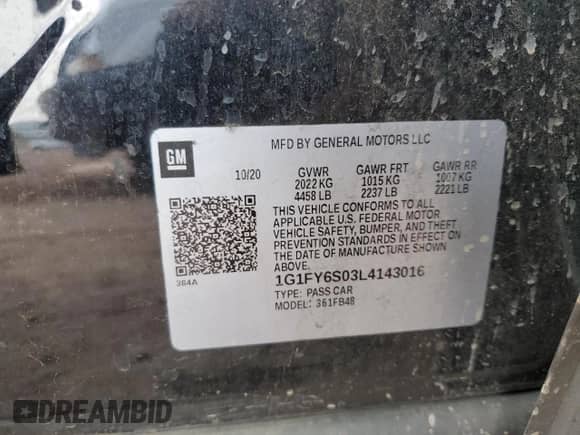 GM
MFD BY GENERAL MOTORS LLC
10/20 GVWR GAWR FRT GAWR RR
2022 KG 1015 KG 1007 KG
4458 LB 2237 LB 2221 LB
THIS VEHICLE CONFORMS TO ALL
APPLICABLE U.S. FEDERAL MOTOR
VEHICLE SAFETY, BUMPER, AND THEFT
PREVENTION STANDARDS IN EFFECT ON
THE DATE OF MANUFACTURE SHOWN
ABOVE.
384A
1G1FY6S03L4143016
TYPE: PASS CAR
MODEL: 361FB48
DREAMBID